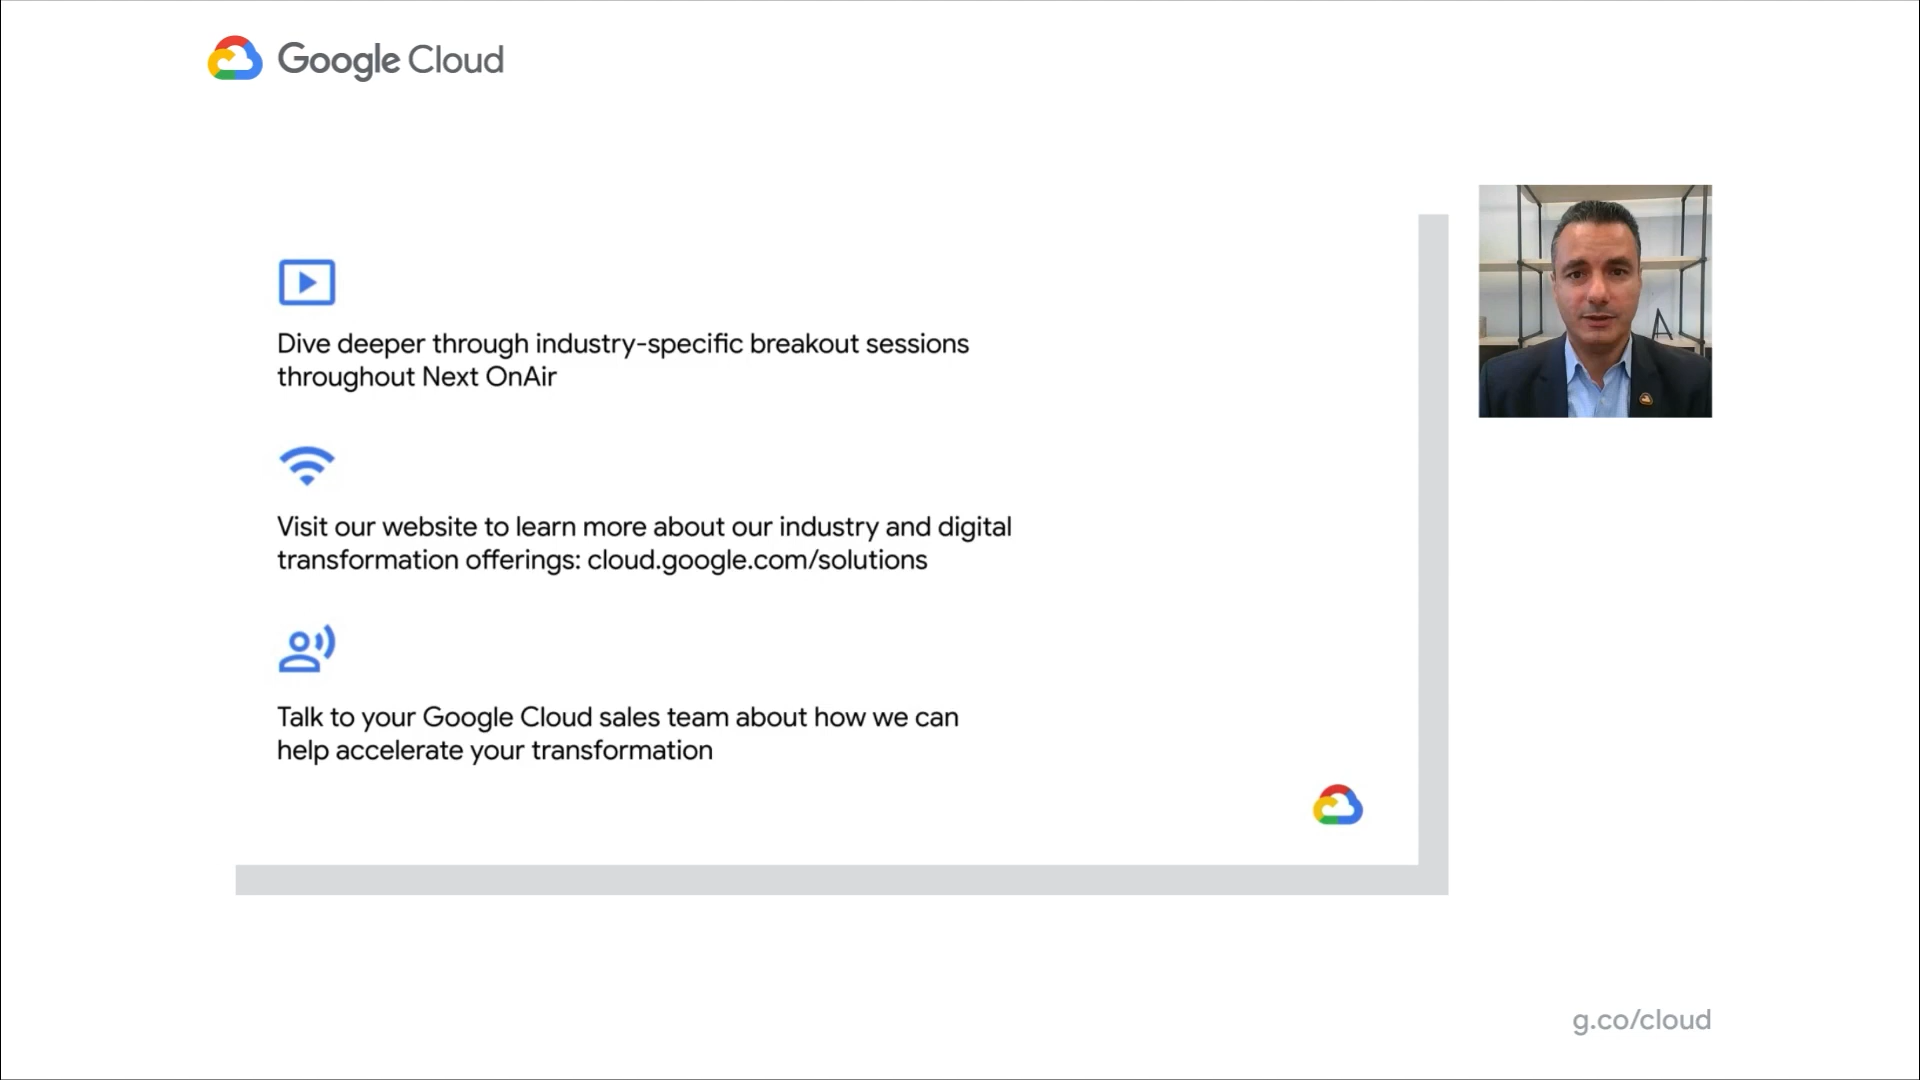 Google Cloud
Dive deeper through industry-specific breakout sessions
throughout Next OnAir
Visit our website to learn more about our industry and digital
transformation offerings: cloud.google.com/solutions
Talk to your Google Cloud sales team about how we can
help accelerate your transformation
g.co/cloud